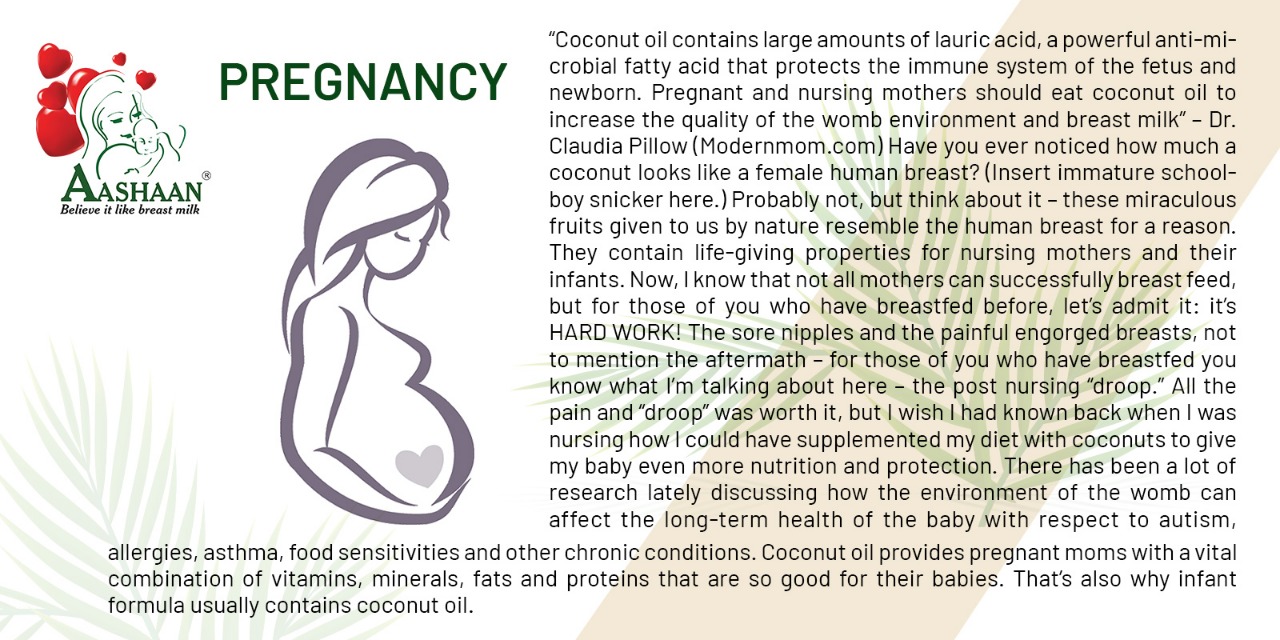 AASHAAN®
Believe it like breast milk
PREGNANCY
“Coconut oil contains large amounts of lauric acid, a powerful anti-mi-
crobial fatty acid that protects the immune system of the fetus and
newborn. Pregnant and nursing mothers should eat coconut oil to
increase the quality of the womb environment and breast milk” – Dr.
Claudia Pillow (Modernmom.com) Have you ever noticed how much a
coconut looks like a female human breast? (Insert immature school-
boy snicker here.) Probably not, but think about it – these miraculous
fruits given to us by nature resemble the human breast for a reason.
They contain life-giving properties for nursing mothers and their
infants. Now, I know that not all mothers can successfully breast feed,
but for those of you who have breastfed before, let’s admit it: it’s
HARD WORK! The sore nipples and the painful engorged breasts, not
to mention the aftermath – for those of you who have breastfed you
know what I’m talking about here – the post nursing “droop.” All the
pain and “droop” was worth it, but I wish I had known back when I was
nursing how I could have supplemented my diet with coconuts to give
my baby even more nutrition and protection. There has been a lot of
research lately discussing how the environment of the womb can
affect the long-term health of the baby with respect to autism,
allergies, asthma, food sensitivities and other chronic conditions. Coconut oil provides pregnant moms with a vital
combination of vitamins, minerals, fats and proteins that are so good for their babies. That’s also why infant
formula usually contains coconut oil.